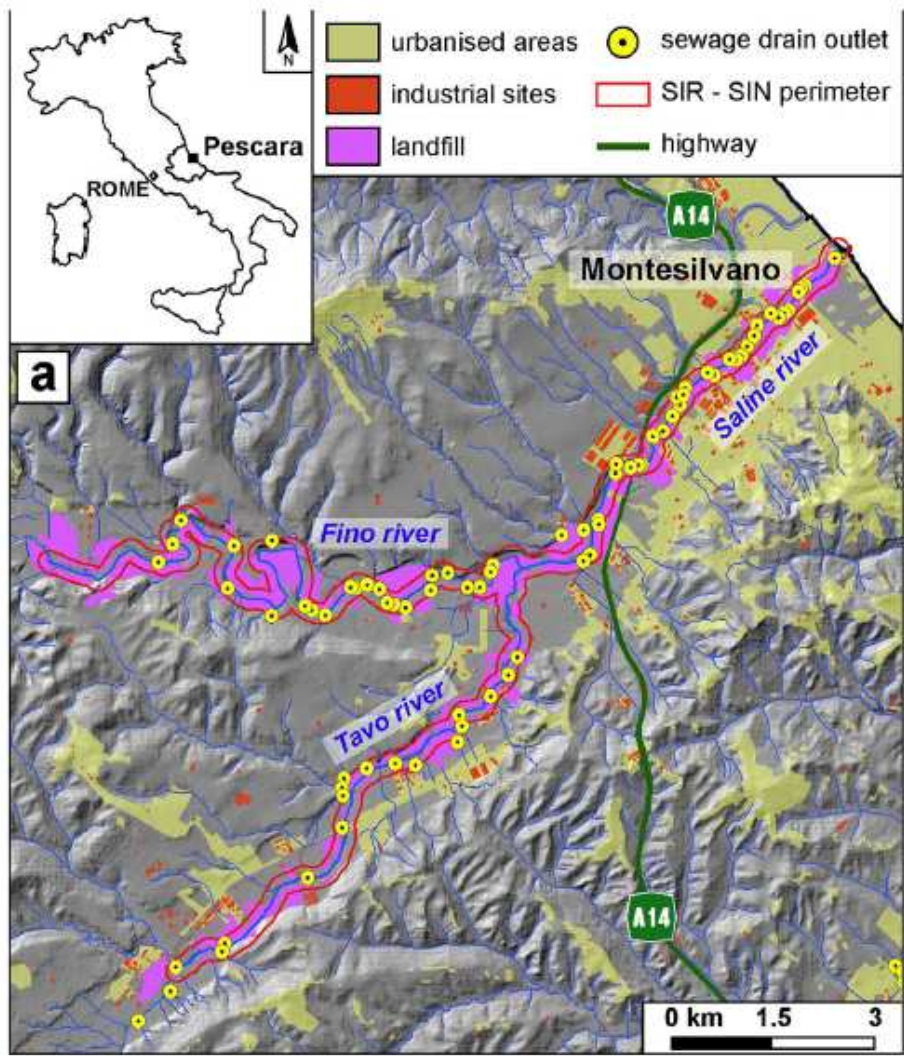 N
urbanised areas
sewage drain outlet
industrial sites
SIR - SIN perimeter
landfill
highway
Pescara
ROME
A14
Montesilvano
a
Saline river
Fino river
Tavo river
A14
0 km 1.5 3